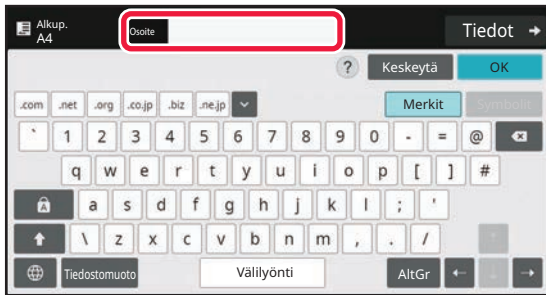 Alkup.
A4
Osoite
Tiedot
? Keskeytä OK
.com .net .org .co.jp .biz .ne.jp Merkit Symbolit
` 1 2 3 4 5 6 7 8 9 0 - = @
q w e r t y u i o p [ ] #
A a s d f g h j k l ; '
\ z x c v b n m , . /
Tiedostomuoto Välilyönti AltGr